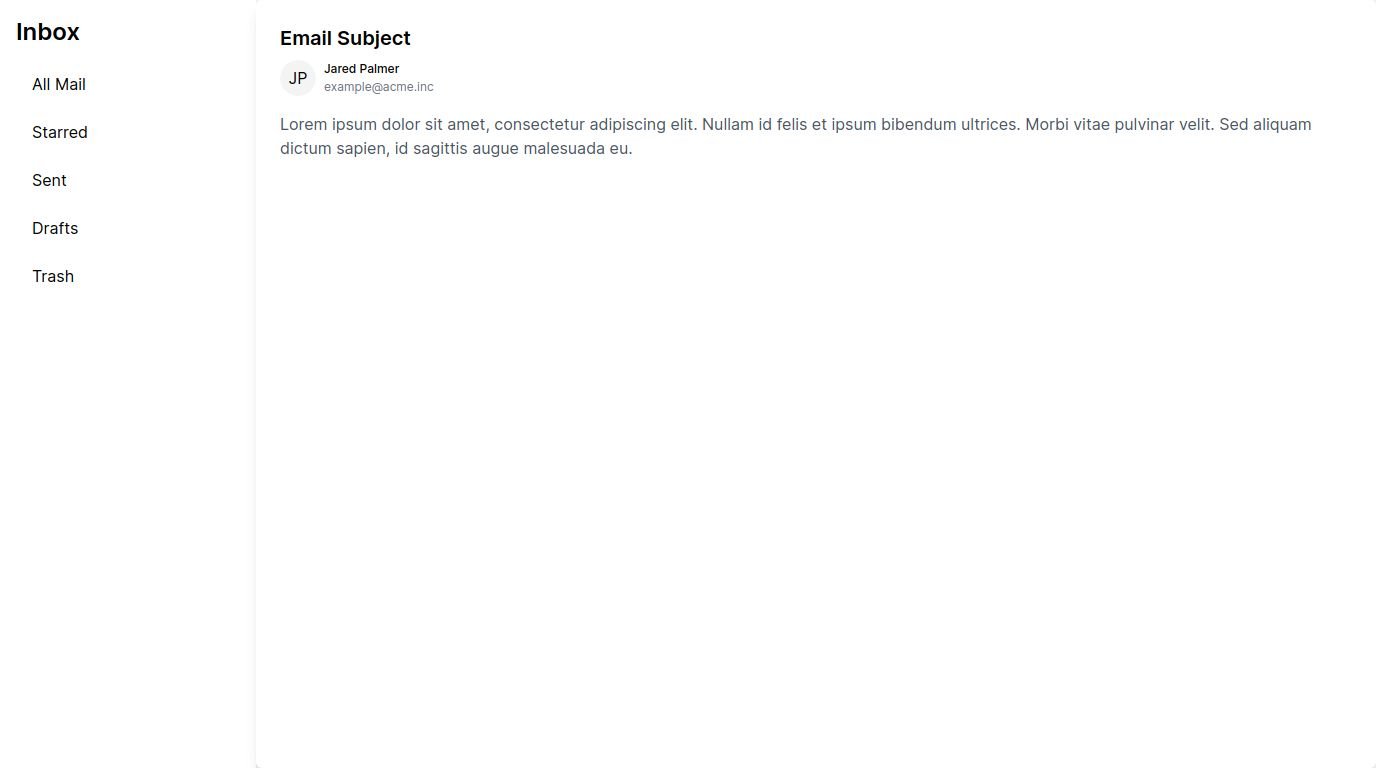 Inbox
All Mail
Starred
Sent
Drafts
Trash
Email Subject
JP
Jared Palmer
example@acme.inc
Lorem ipsum dolor sit amet, consectetur adipiscing elit. Nullam id felis et ipsum bibendum ultrices. Morbi vitae pulvinar velit. Sed aliquam
dictum sapien, id sagittis augue malesuada eu.